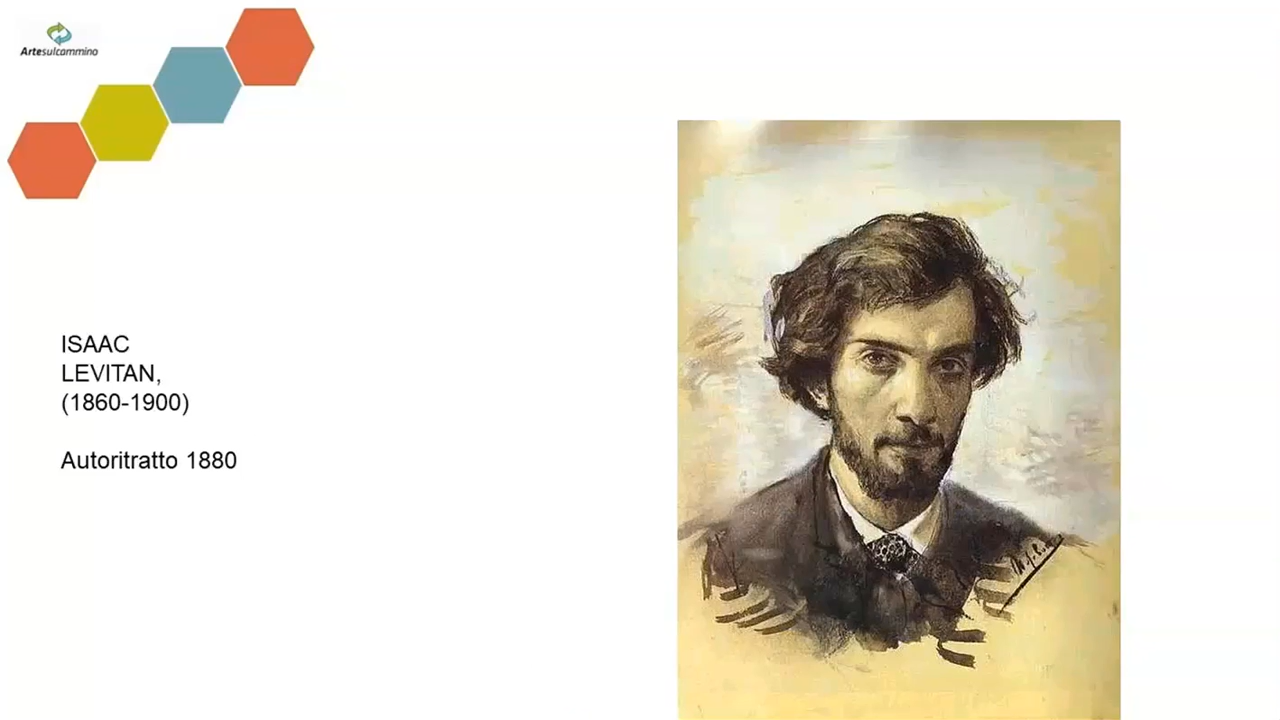 Artesulcammino
ISAAC
LEVITAN,
(1860-1900)
Autoritratto 1880